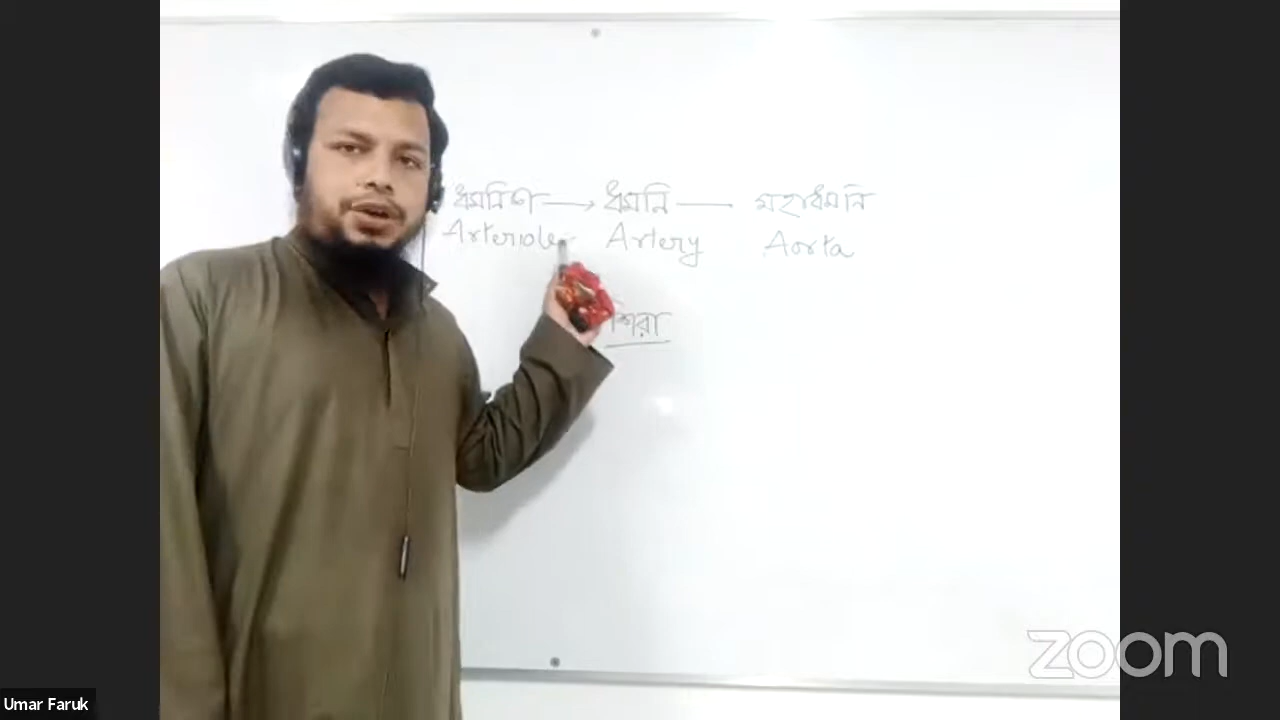 ধমনিকা → ধমনি — মহাধমনি
Arteriole Artery Aorta
শিরা
zoom
Umar Faruk